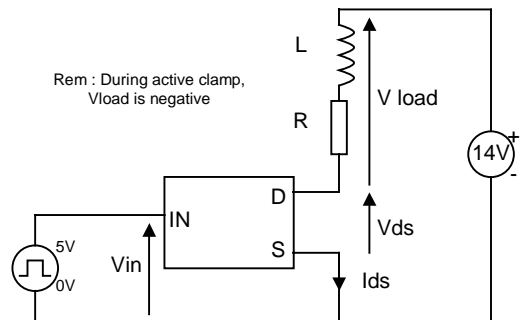 L
Rem : During active clamp,
Vload is negative
V load
R
14V
+
-
D
IN
Vds
S
5V
0V
Vin
Ids